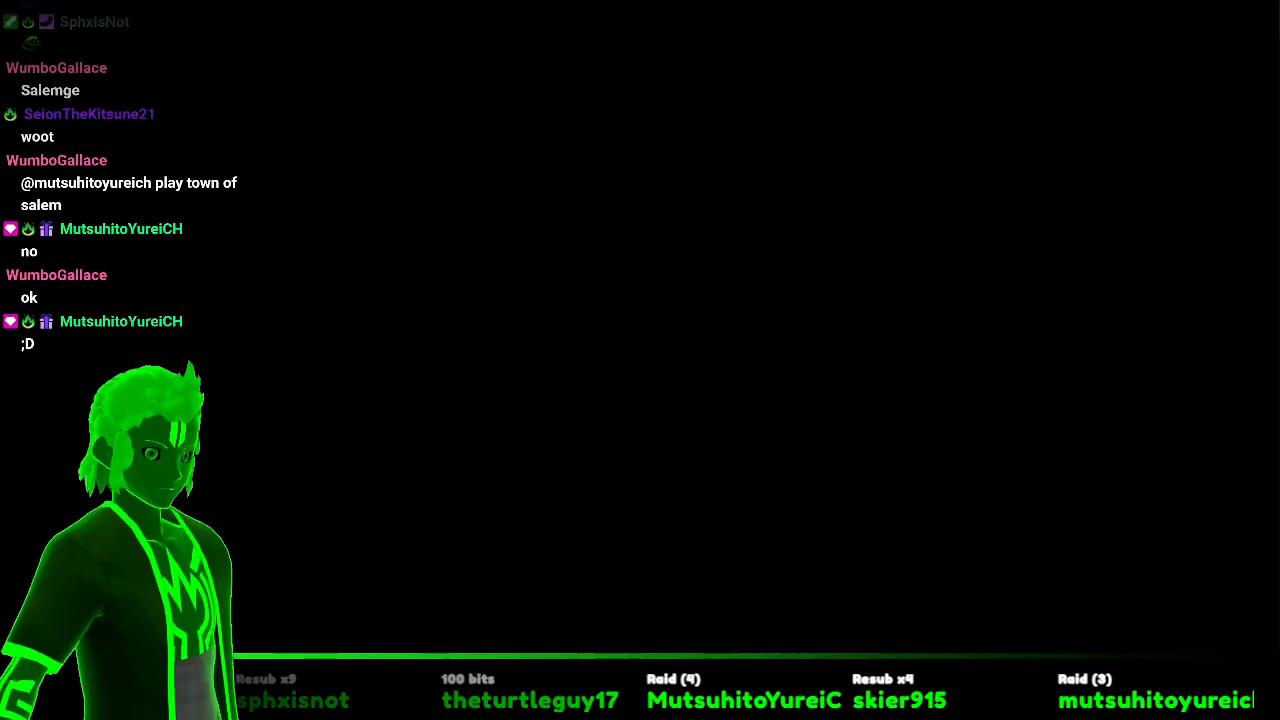 SphxIsNot
WumboGallace
Salemge
SeionTheKitsune21
woot
WumboGallace
@mutsuhitoyureich play town of
salem
MutsuhitoYureiCH
no
WumboGallace
ok
MutsuhitoYureiCH
;D
Resub x9
sphxisnot
100 bits
theturtleguy17
Raid (4)
MutsuhitoYureiC
Resub x4
skier915
Raid (3)
mutsuhitoyureic